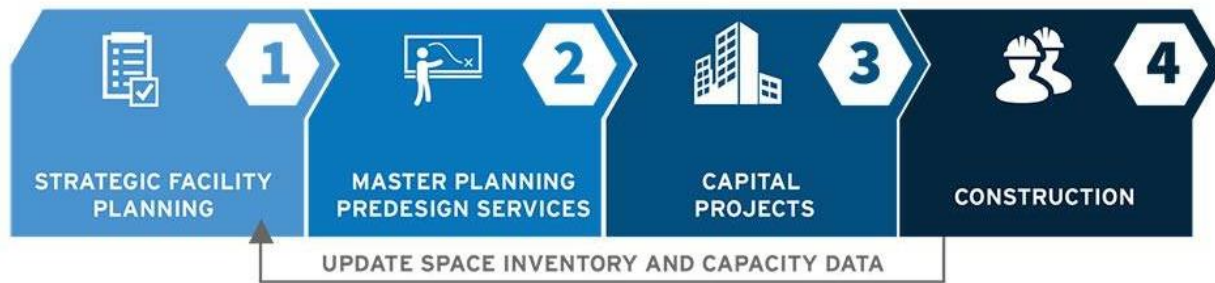 1
STRATEGIC FACILITY
PLANNING
2
MASTER PLANNING
PREDESIGN SERVICES
3
CAPITAL
PROJECTS
4
CONSTRUCTION
UPDATE SPACE INVENTORY AND CAPACITY DATA